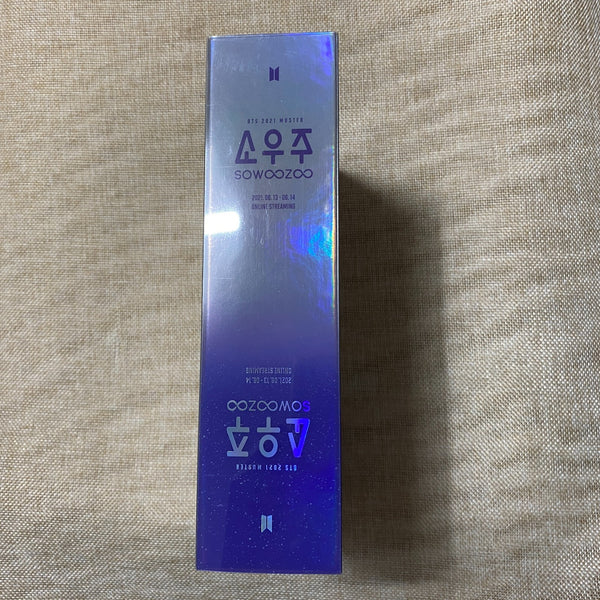 BTS 2021 MUSTER
소우주
SOWOOZOO
2021. 06. 13 - 06. 14
ONLINE STREAMING
BTS 2021 MUSTER
소우주
SOWOOZOO
2021. 06. 13 - 06. 14
ONLINE STREAMING